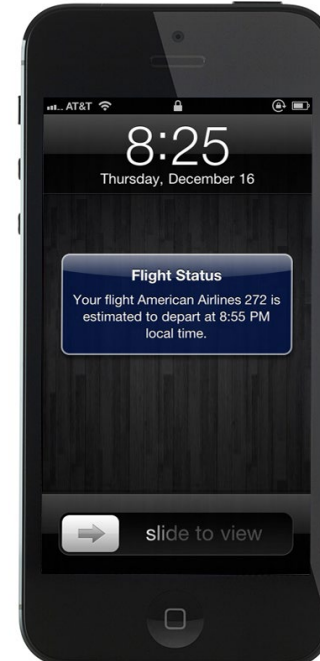 AT&T
8:25
Thursday, December 16
Flight Status
Your flight American Airlines 272 is
estimated to depart at 8:55 PM
local time.
slide to view